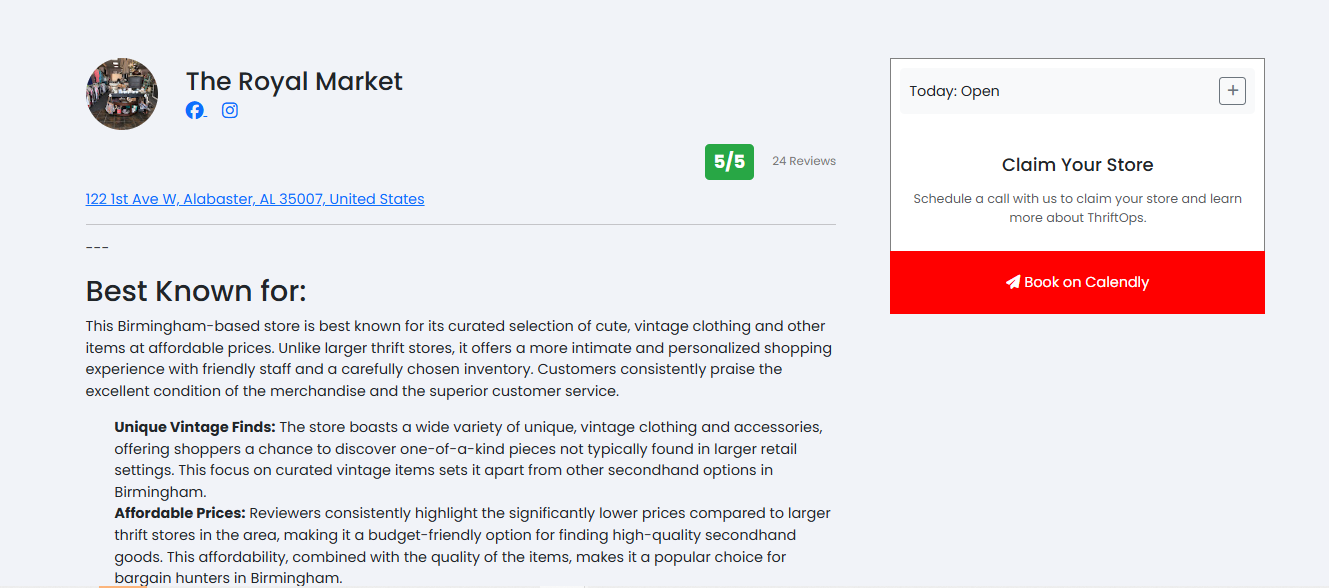 The Royal Market
5/5 24 Reviews
122 1st Ave W, Alabaster, AL 35007, United States
---
Best Known for:
This Birmingham-based store is best known for its curated selection of cute, vintage clothing and other
items at affordable prices. Unlike larger thrift stores, it offers a more intimate and personalized shopping
experience with friendly staff and a carefully chosen inventory. Customers consistently praise the
excellent condition of the merchandise and the superior customer service.
Unique Vintage Finds: The store boasts a wide variety of unique, vintage clothing and accessories,
offering shoppers a chance to discover one-of-a-kind pieces not typically found in larger retail
settings. This focus on curated vintage items sets it apart from other secondhand options in
Birmingham.
Affordable Prices: Reviewers consistently highlight the significantly lower prices compared to larger
thrift stores in the area, making it a budget-friendly option for finding high-quality secondhand
goods. This affordability, combined with the quality of the items, makes it a popular choice for
bargain hunters in Birmingham.
Today: Open
Claim Your Store
Schedule a call with us to claim your store and learn
more about ThriftOps.
Book on Calendly